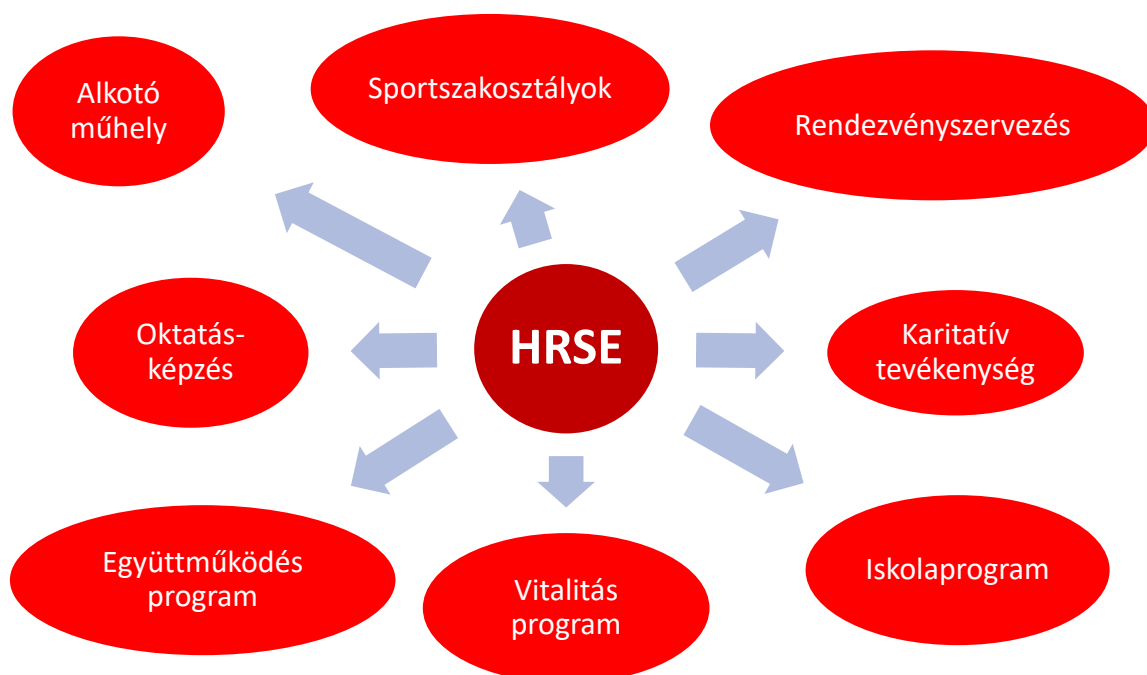 Alkotó
műhely
Sportszakosztályok
Rendezvényszervezés
Oktatás-
képzés
HRSE
Karitatív
tevékenység
Együttműködés
program
Vitalitás
program
Iskolaprogram